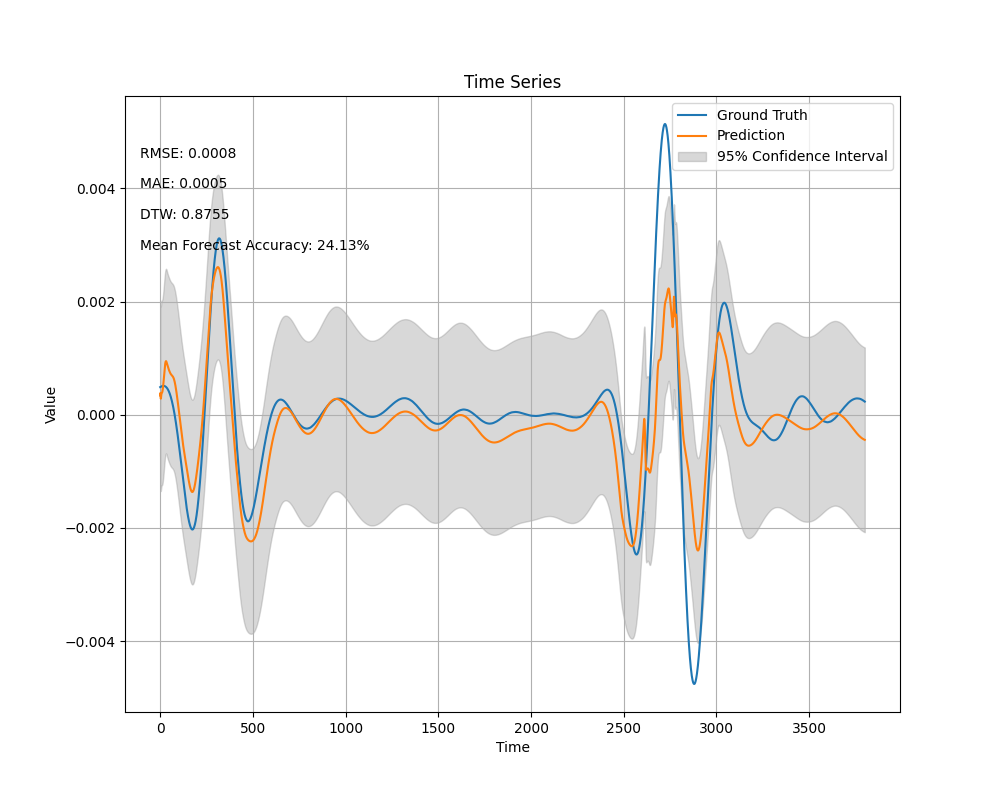 Time Series
Ground Truth
Prediction
95% Confidence Interval
RMSE: 0.0008
MAE: 0.0005
DTW: 0.8755
Mean Forecast Accuracy: 24.13%
0.004
0.002
0.000
−0.002
−0.004
Value
0 500 1000 1500 2000 2500 3000 3500
Time